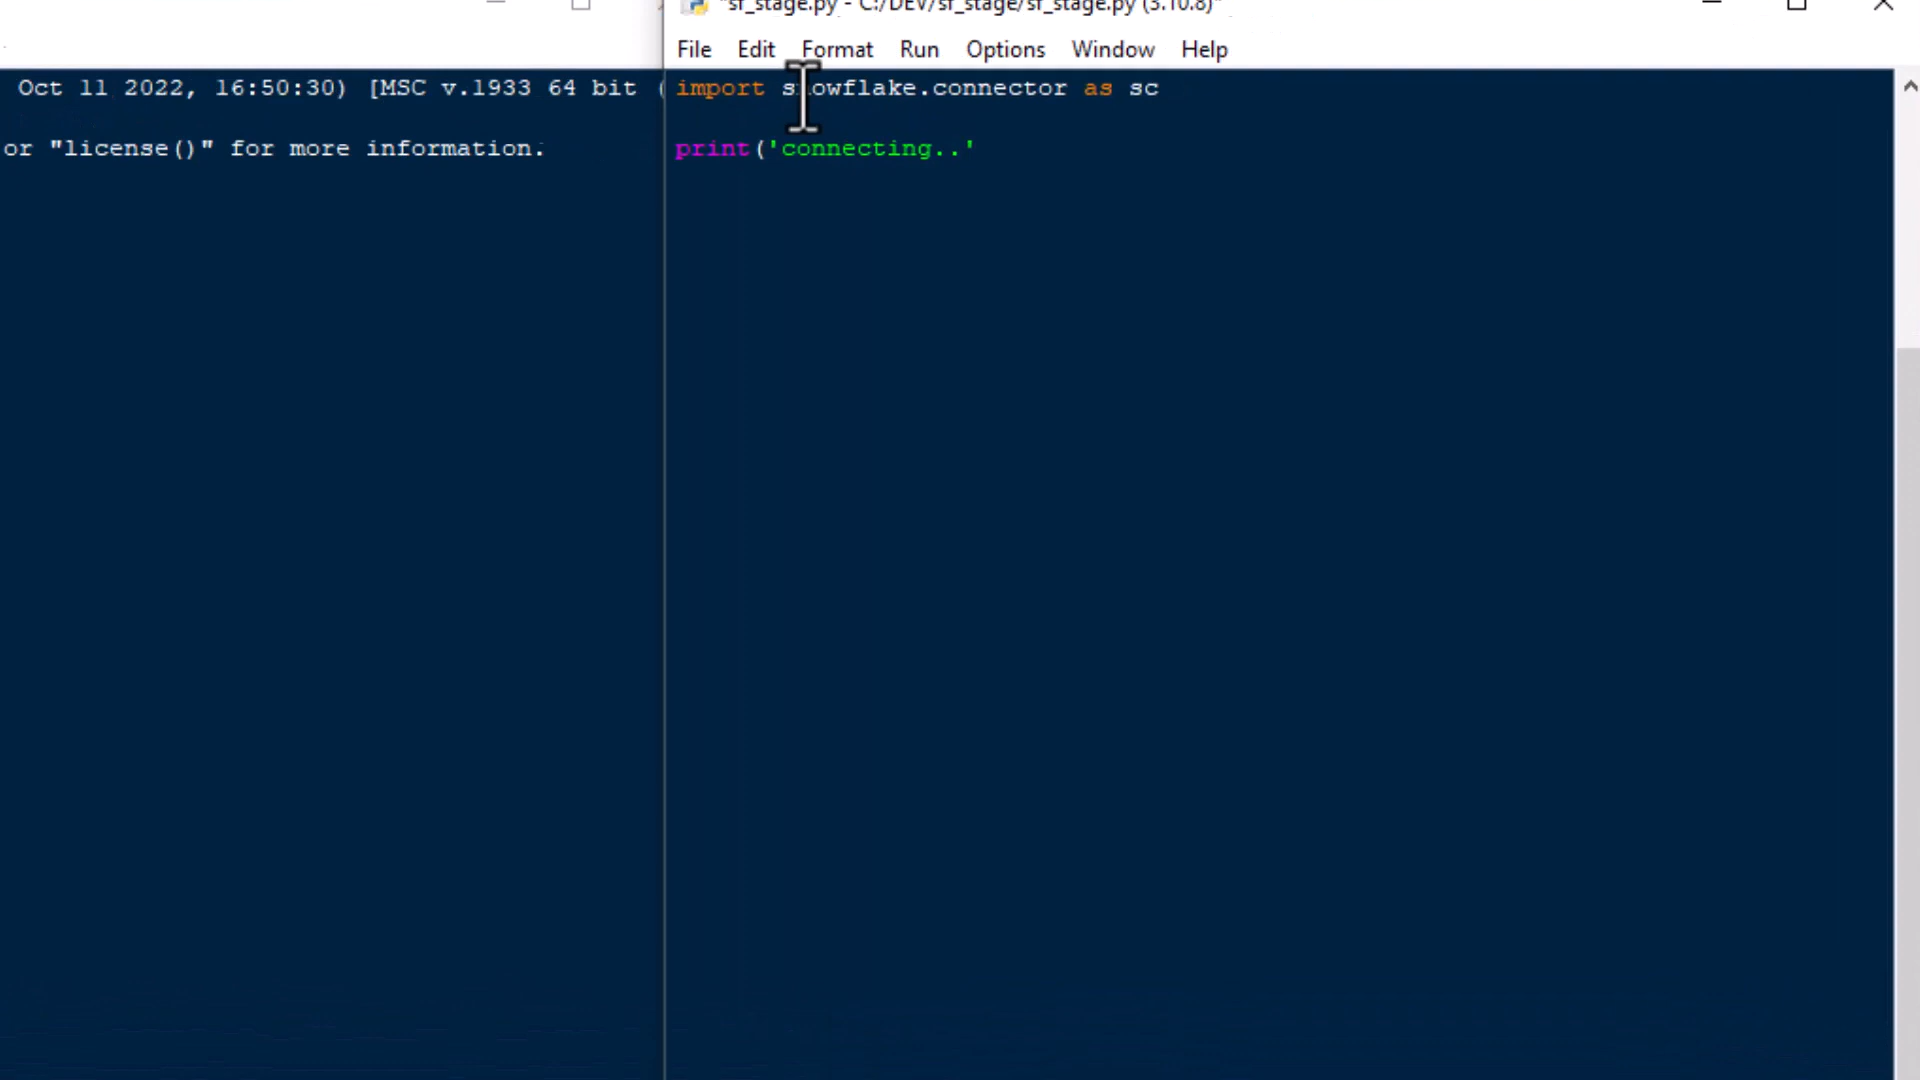 *sf_stage.py - C:/DEV/sf_stage/sf_stage.py (3.10.8)*
File Edit Format Run Options Window Help
Oct 11 2022, 16:50:30) [MSC v.1933 64 bit (
or "license()" for more information.
import snowflake.connector as sc
print('connecting..'